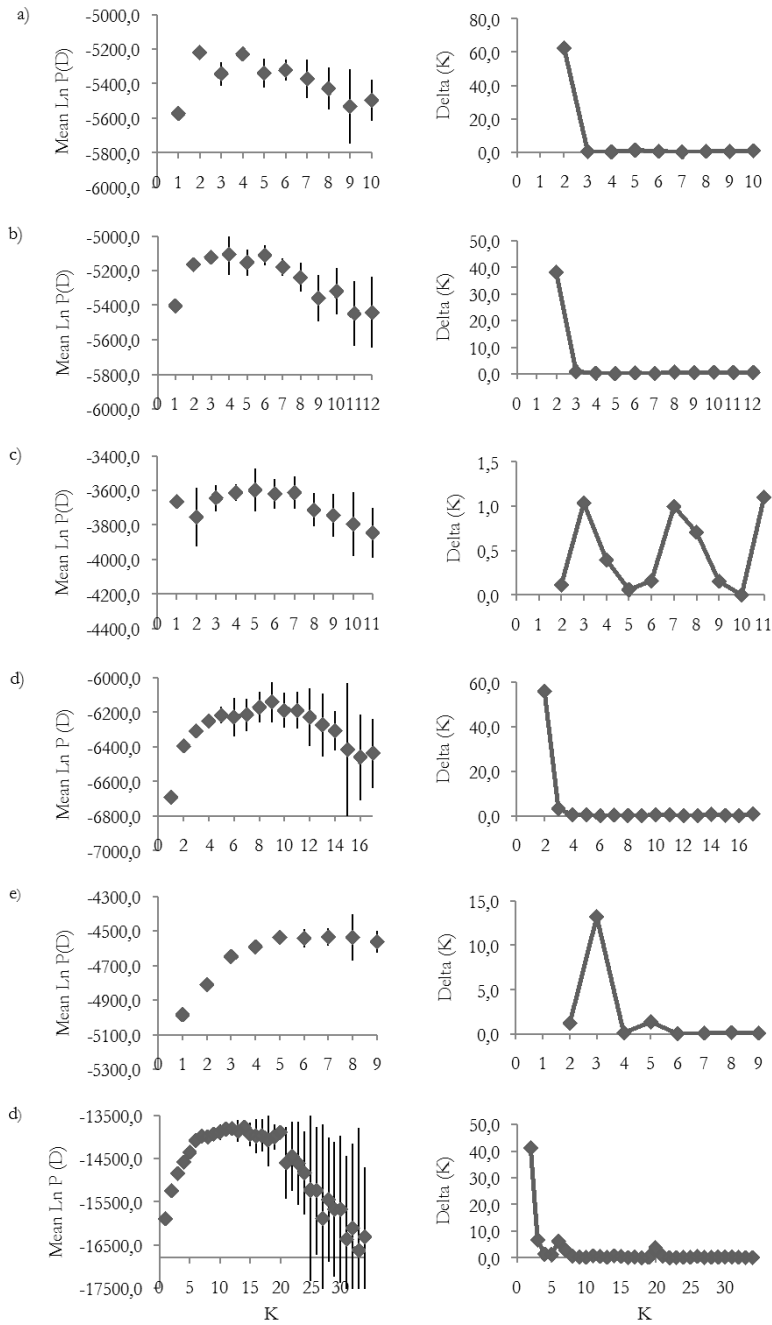 a)
Mean Ln P(D)
-5000,0
-5200,0
-5400,0
-5600,0
-5800,0
-6000,0
0 1 2 3 4 5 6 7 8 9 10
Delta (K)
80,0
60,0
40,0
20,0
0,0
0 1 2 3 4 5 6 7 8 9 10
b)
Mean Ln P(D)
-5000,0
-5200,0
-5400,0
-5600,0
-5800,0
-6000,0
0 1 2 3 4 5 6 7 8 9 10 11 12
Delta (K)
50,0
40,0
30,0
20,0
10,0
0,0
0 1 2 3 4 5 6 7 8 9 10 11 12
c)
Mean Ln P(D)
-3400,0
-3600,0
-3800,0
-4000,0
-4200,0
-4400,0
0 1 2 3 4 5 6 7 8 9 10 11
Delta (K)
1,5
1,0
0,5
0,0
0 1 2 3 4 5 6 7 8 9 10 11
d)
Mean Ln P (D)
-6000,0
-6200,0
-6400,0
-6600,0
-6800,0
-7000,0
0 2 4 6 8 10 12 14 16
Delta (K)
60,0
40,0
20,0
0,0
0 2 4 6 8 10 12 14 16
e)
Mean Ln P(D)
-4300,0
-4500,0
-4700,0
-4900,0
-5100,0
-5300,0
0 1 2 3 4 5 6 7 8 9
Delta (K)
15,0
10,0
5,0
0,0
0 1 2 3 4 5 6 7 8 9
d)
Mean Ln P (D)
-13500,0
-14500,0
-15500,0
-16500,0
-17500,0
0 5 10 15 20 25 30
K
Delta (K)
50,0
40,0
30,0
20,0
10,0
0,0
0 5 10 15 20 25 30
K